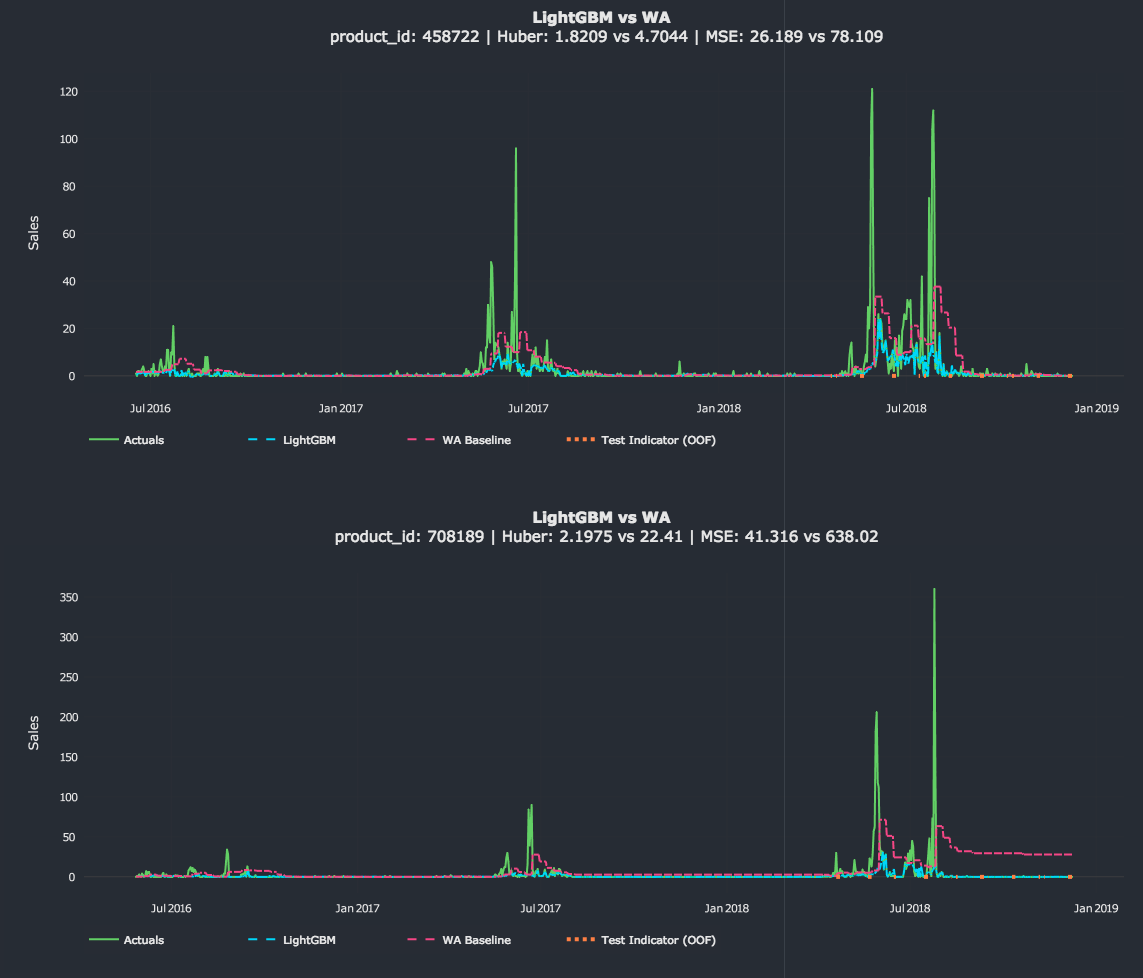 LightGBM vs WA
product_id: 458722 | Huber: 1.8209 vs 4.7044 | MSE: 26.189 vs 78.109
120
100
80
60
40
20
0
Sales
Jul 2016 Jan 2017 Jul 2017 Jan 2018 Jul 2018 Jan 2019
Actuals LightGBM WA Baseline Test Indicator (OOF)
LightGBM vs WA
product_id: 708189 | Huber: 2.1975 vs 22.41 | MSE: 41.316 vs 638.02
350
300
250
200
150
100
50
0
Sales
Jul 2016 Jan 2017 Jul 2017 Jan 2018 Jul 2018 Jan 2019
Actuals LightGBM WA Baseline Test Indicator (OOF)